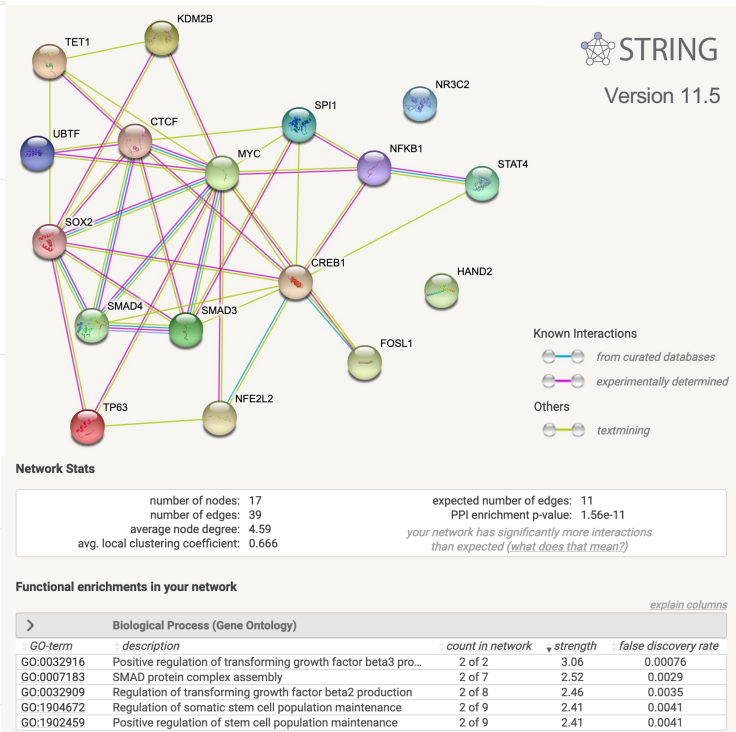 KDM2B
TET1
STRING
Version 11.5
NR3C2
SPI1
CTCF
UBTF
MYC
NFKB1
STAT4
SOX2
CREB1
HAND2
SMAD4
SMAD3
FOSL1
NFE2L2
TP63
Known Interactions
from curated databases
experimentally determined
Others
textmining
Network Stats
number of nodes: 17
number of edges: 39
average node degree: 4.59
avg. local clustering coefficient: 0.666
expected number of edges: 11
PPI enrichment p-value: 1.56e-11
your network has significantly more interactions
than expected (what does that mean?)
Functional enrichments in your network
explain columns
Biological Process (Gene Ontology)
GO-term description count in network strength false discovery rate
GO:0032916 Positive regulation of transforming growth factor beta3 pro... 2 of 2 3.06 0.00076
GO:0007183 SMAD protein complex assembly 2 of 7 2.52 0.0029
GO:0032909 Regulation of transforming growth factor beta2 production 2 of 8 2.46 0.0035
GO:1904672 Regulation of somatic stem cell population maintenance 2 of 9 2.41 0.0041
GO:1902459 Positive regulation of stem cell population maintenance 2 of 9 2.41 0.0041